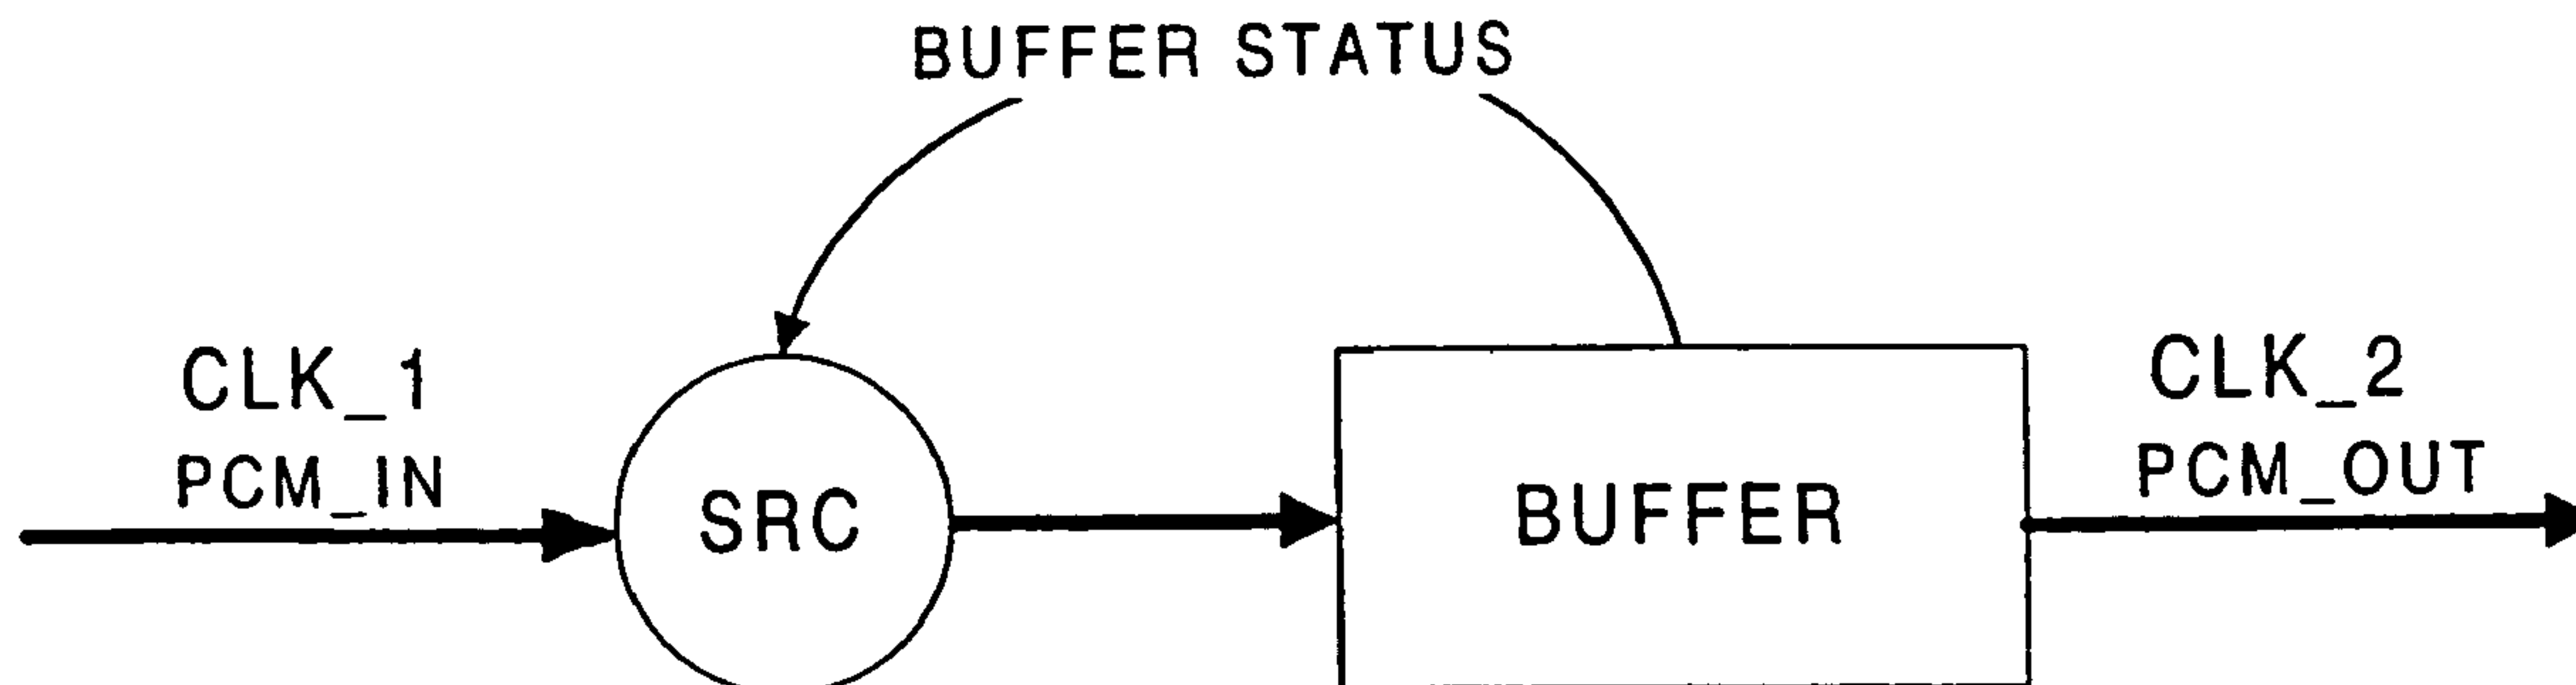 BUFFER STATUS
CLK_1
PCM_IN
SRC
BUFFER
CLK_2
PCM_OUT